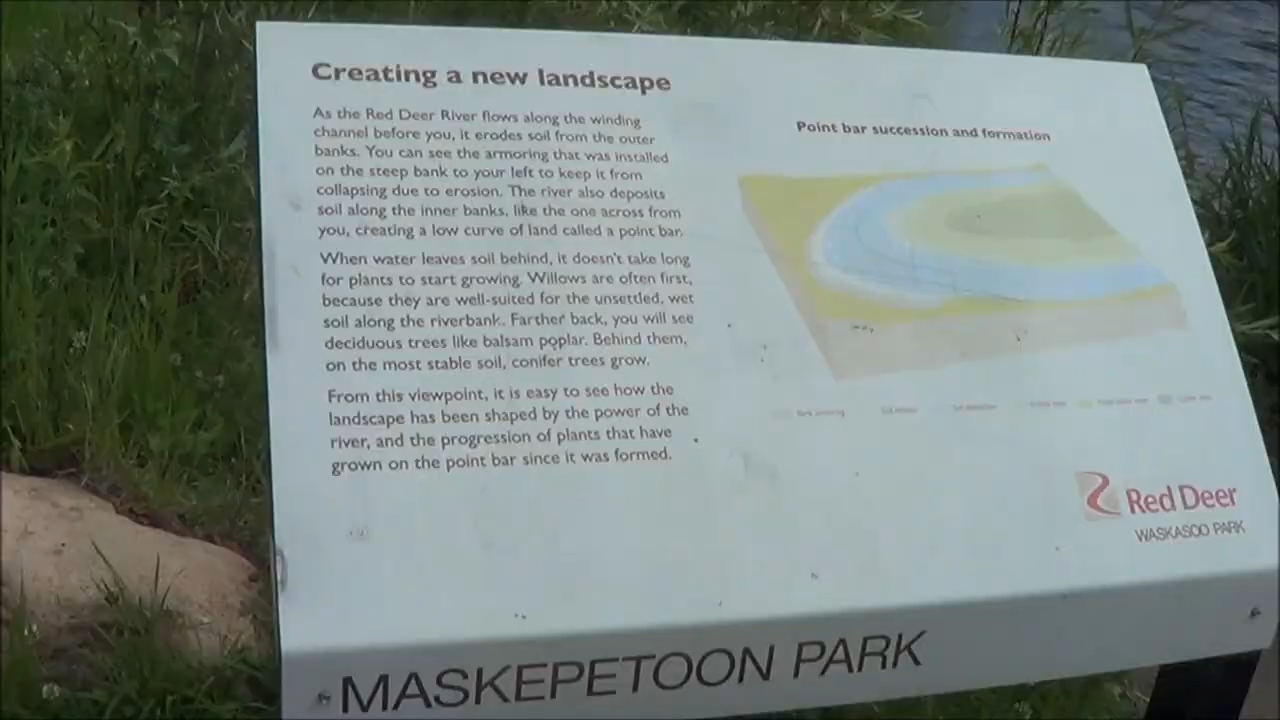 Creating a new landscape
As the Red Deer River flows along the winding
channel before you, it erodes soil from the outer
banks. You can see the armoring that was installed
on the steep bank to your left to keep it from
collapsing due to erosion. The river also deposits
soil along the inner banks, like the one across from
you, creating a low curve of land called a point bar.
When water leaves soil behind, it doesn't take long
for plants to start growing. Willows are often first,
because they are well-suited for the unsettled, wet
soil along the riverbank. Farther back, you will see
deciduous trees like balsam poplar. Behind them,
on the most stable soil, conifer trees grow.
From this viewpoint, it is easy to see how the
landscape has been shaped by the power of the
river, and the progression of plants that have
grown on the point bar since it was formed.
Point bar succession and formation
Red Deer
WASKASOO PARK
MASKEPETOON PARK